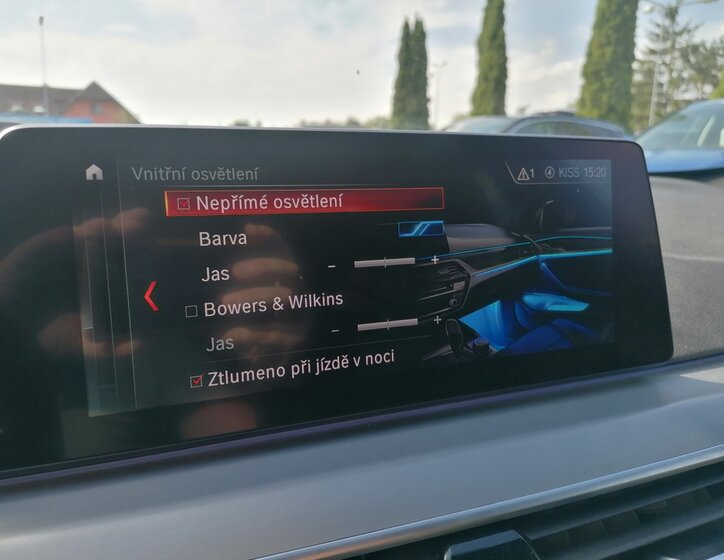 Vnitřní osvětlení
1 KISS 15:20
Nepřímé osvětlení
Barva
Jas
- +
Bowers & Wilkins
Jas
- +
Ztlumeno při jízdě v noci